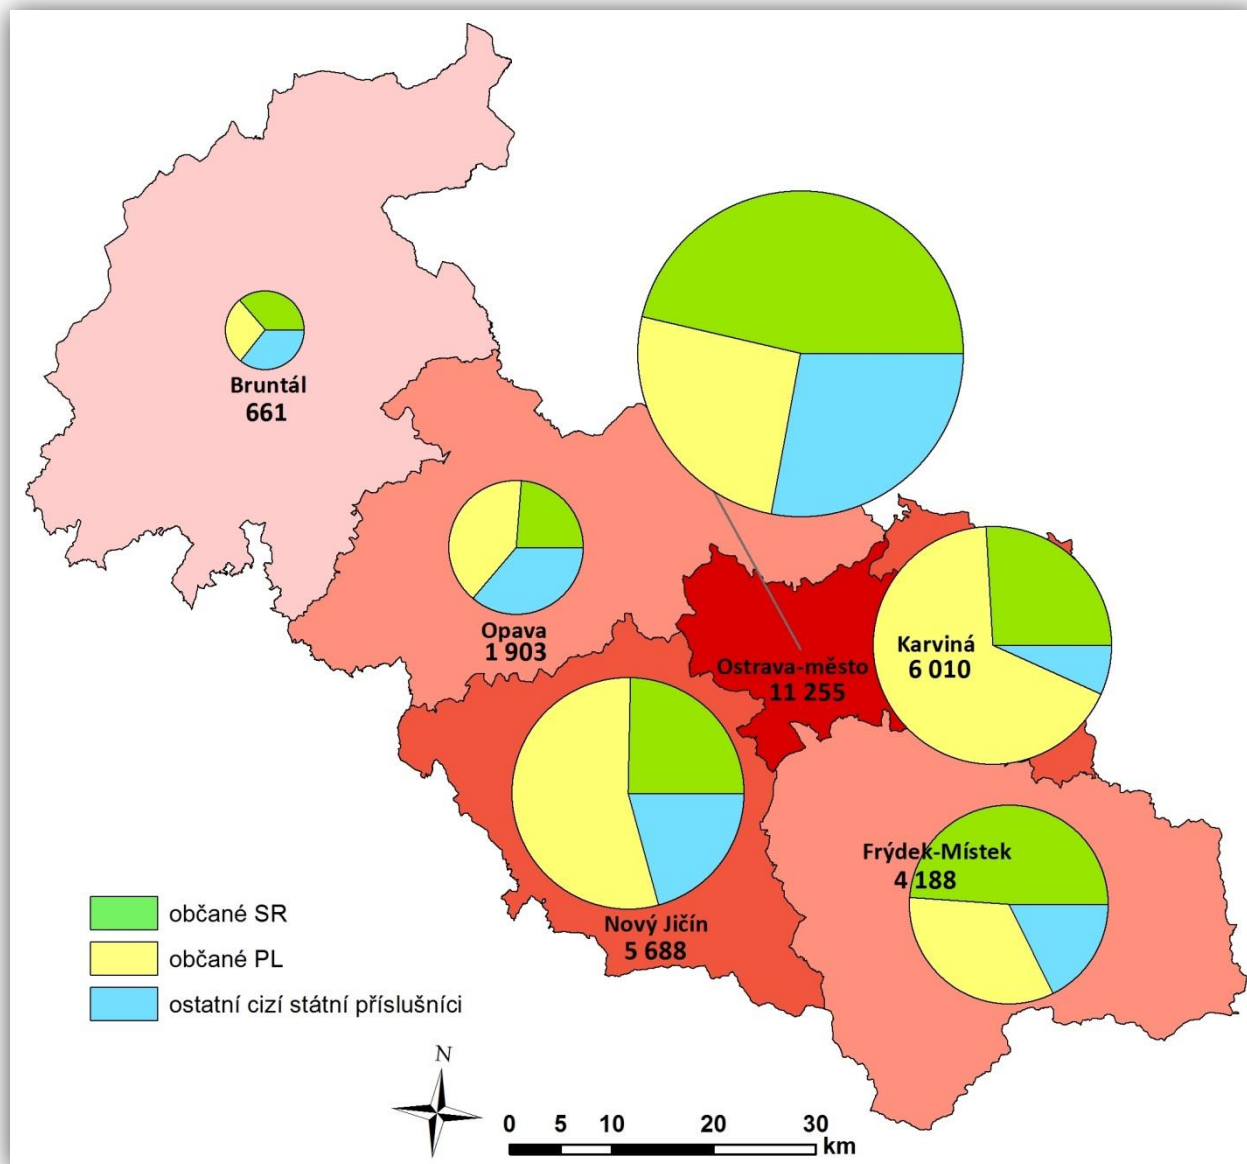 Bruntál
661
Opava
1 903
Ostrava-město
11 255
Karviná
6 010
Nový Jičín
5 688
Frýdek-Místek
4 188
občané SR
občané PL
ostatní cizí státní příslušníci
N
0 5 10 20 30
km